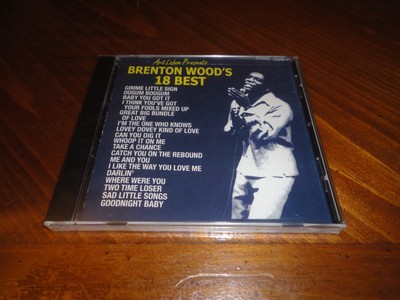 Art Laboe Presents......
BRENTON WOOD'S
18 BEST
GIMME LITTLE SIGN
OOGUM BOOGUM
BABY YOU GOT IT
I THINK YOU'VE GOT
YOUR FOOLS MIXED UP
GREAT BIG BUNDLE
OF LOVE
I'M THE ONE WHO KNOWS
LOVEY DOVEY KIND OF LOVE
CAN YOU DIG IT
WHOOP IT ON ME
TAKE A CHANCE
CATCH YOU ON THE REBOUND
ME AND YOU
I LIKE THE WAY YOU LOVE ME
DARLIN'
WHERE WERE YOU
TWO TIME LOSER
SAD LITTLE SONGS
GOODNIGHT BABY